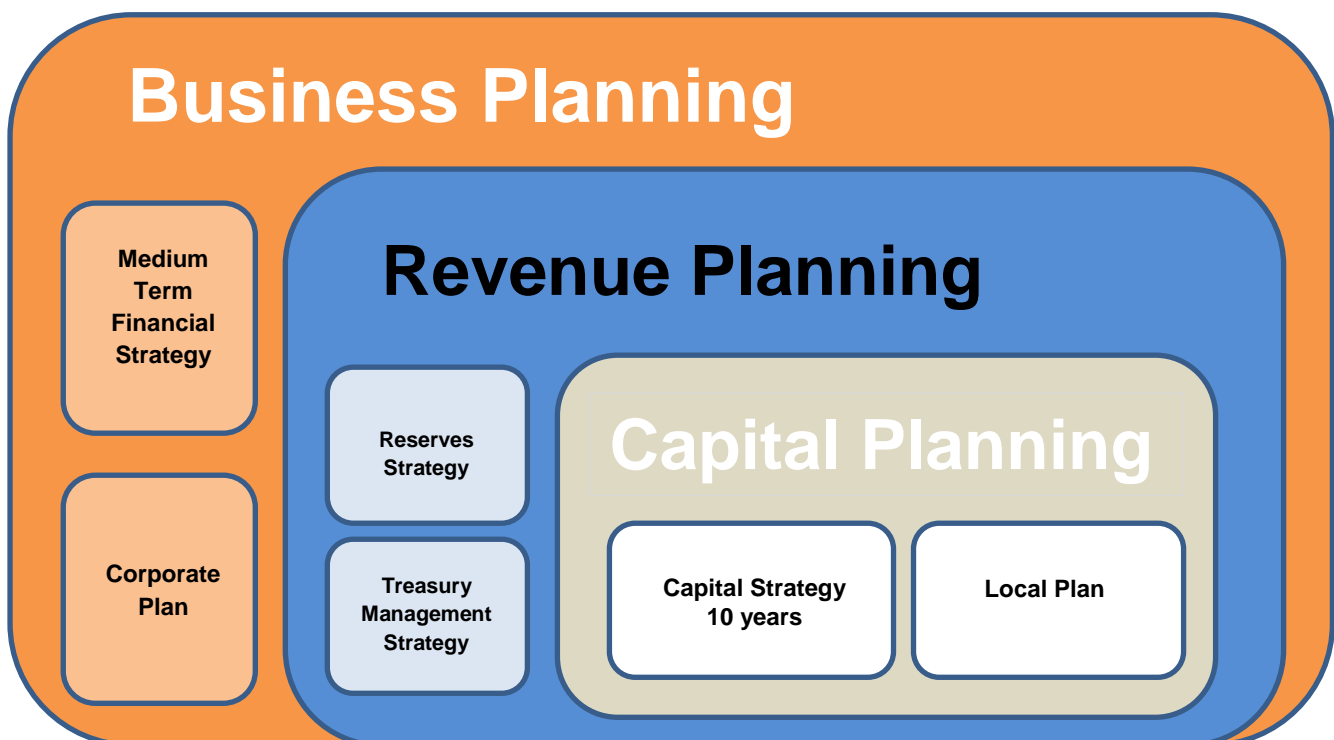 Business Planning
Medium
Term
Financial
Strategy
Corporate
Plan
Revenue Planning
Reserves
Strategy
Treasury
Management
Strategy
Capital Planning
Capital Strategy
10 years
Local Plan